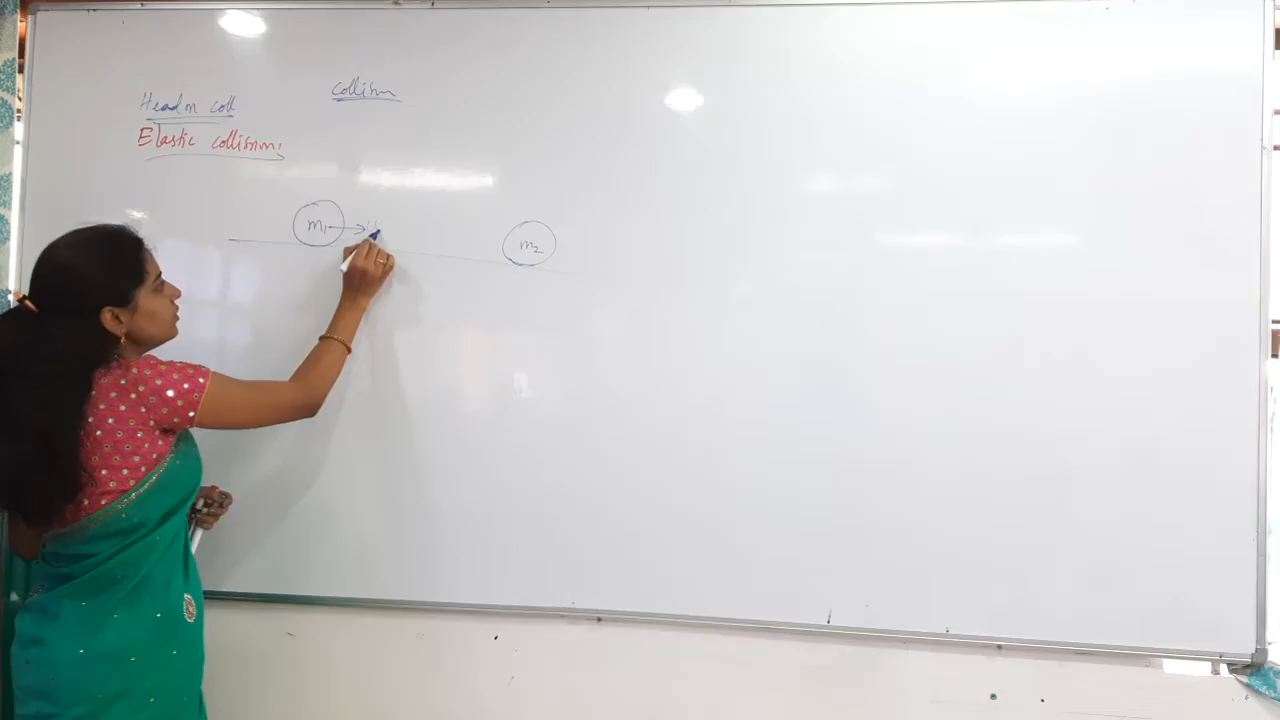 Collision
Head on coll
Elastic collision:
m₁
m₂